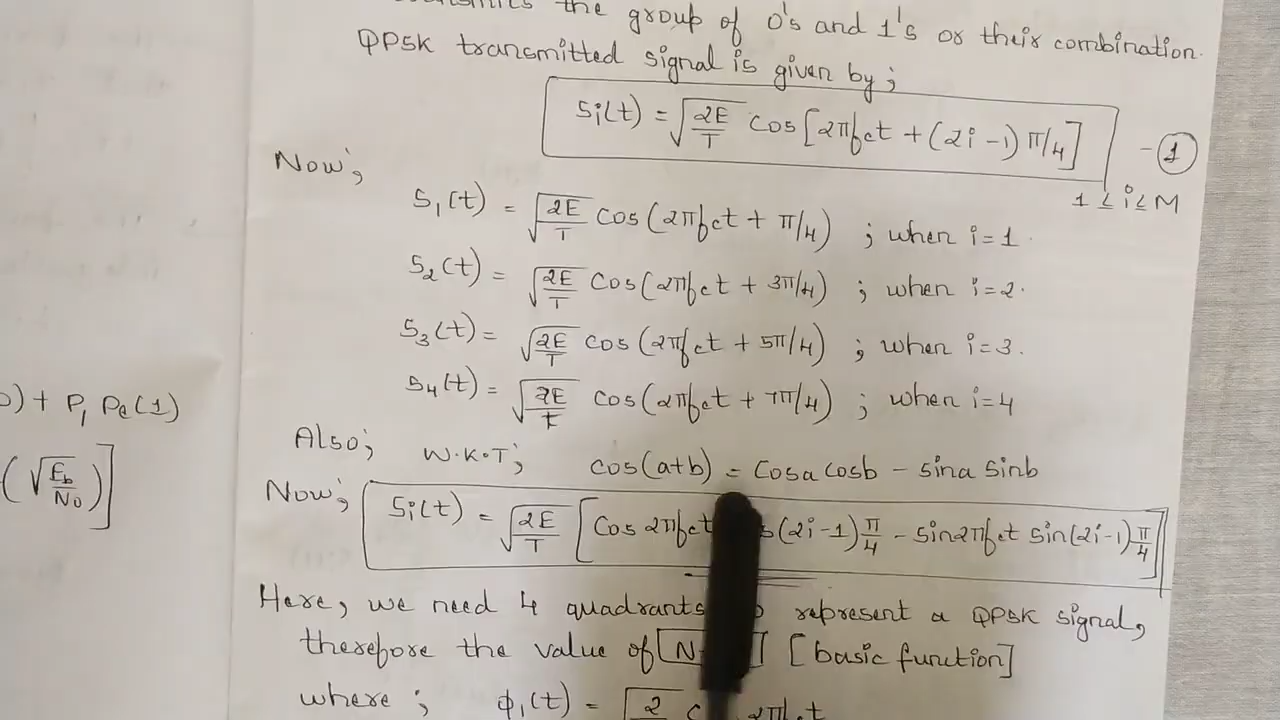 the group of 0's and 1's or their combination.
QPSK transmitted signal is given by;
Si(t) = √(2E/T) Cos [2πfct + (2i-1) π/4] - 1
1 ≤ i ≤ M
Now;
S1(t) = √(2E/T) Cos (2πfct + π/4) ; when i=1.
S2(t) = √(2E/T) Cos (2πfct + 3π/4) ; when i=2.
S3(t) = √(2E/T) Cos (2πfct + 5π/4) ; when i=3.
S4(t) = √(2E/T) Cos (2πfct + 7π/4) ; when i=4
) + P1 Pe(1)
(√(Eb/N0))]
Also; W.K.T; cos(a+b) = Cosa cosb - sina sinb
Now; Si(t) = √(2E/T) [Cos 2πfct (2i-1) π/4 - sin2πfct sin(2i-1) π/4]
Here, we need 4 quadrants represent a QPSK signal,
therefore the value of N [basic function]
where ; φ1(t) = √2 2πfct